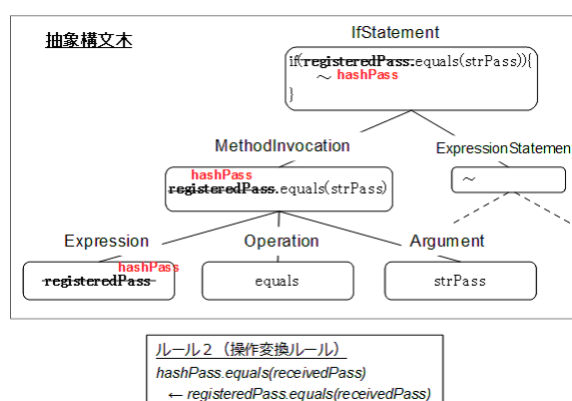 抽象構文木
IfStatement
if(registeredPass.equals(strPass)){
～ hashPass
}
MethodInvocation
ExpressionStatemen
hashPass
registeredPass.equals(strPass)
～
Expression
Operation
Argument
hashPass
registeredPass
equals
strPass
ルール２（操作変換ルール）
hashPass.equals(receivedPass)
← registeredPass.equals(receivedPass)